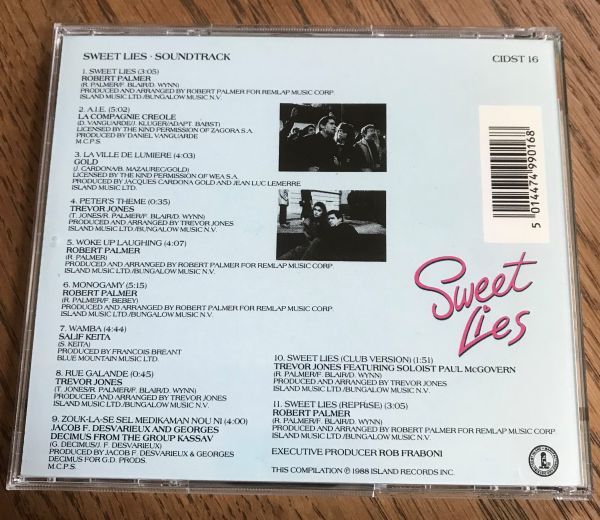 SWEET LIES · SOUNDTRACK
CIDST 16
1. SWEET LIES (3:05)
ROBERT PALMER
(R. PALMER/F. BLAIR/D. WYNN)
PRODUCED AND ARRANGED BY ROBERT PALMER FOR REMLAP MUSIC CORP.
ISLAND MUSIC LTD./BUNGALOW MUSIC N.V.
2. A.I.E. (5:02)
LA COMPAGNIE CREOLE
(D. VANGUARDE/J. KLUGER/ADAPT. BABST)
LICENSED BY THE KIND PERMISSION OF ZAGORA S.A.
PRODUCED BY DANIEL VANGUARDE
M.C.P.S.
3. LA VILLE DE LUMIERE (4:03)
GOLD
(J. CARDONA/B. MAZAUREC/GOLD)
LICENSED BY THE KIND PERMISSION OF WEA S.A.
PRODUCED BY JACQUES CARDONA GOLD AND JEAN LUC LEMERRE
ISLAND MUSIC LTD.
4. PETER'S THEME (0:35)
TREVOR JONES
(T. JONES/R. PALMER/F. BLAIR/D. WYNN)
PRODUCED AND ARRANGED BY TREVOR JONES
ISLAND MUSIC LTD./BUNGALOW MUSIC N.V.
5. WOKE UP LAUGHING (4:07)
ROBERT PALMER
(R. PALMER)
PRODUCED AND ARRANGED BY ROBERT PALMER FOR REMLAP MUSIC CORP.
ISLAND MUSIC LTD./BUNGALOW MUSIC N.V.
6. MONOGAMY (5:15)
ROBERT PALMER
(R. PALMER/F. BEBEY)
PRODUCED AND ARRANGED BY ROBERT PALMER FOR REMLAP MUSIC CORP.
ISLAND MUSIC LTD./BUNGALOW MUSIC N.V.
7. WAMBA (4:44)
SALIF KEITA
(S. KEITA)
PRODUCED BY FRANCOIS BREANT
BLUE MOUNTAIN MUSIC LTD.
8. RUE GALANDE (0:45)
TREVOR JONES
(T. JONES/R. PALMER/F. BLAIR/D. WYNN)
PRODUCED AND ARRANGED BY TREVOR JONES
ISLAND MUSIC LTD./BUNGALOW MUSIC N.V.
9. ZOUK-LA-SE SEL MEDIKAMAN NOU NI (4:00)
JACOB F. DESVARIEUX AND GEORGES
DECIMUS FROM THE GROUP KASSAV
(G. DECIMUS/J. F. DESVARIEUX)
PRODUCED BY JACOB F. DESVARIEUX & GEORGES
DECIMUS FOR G.D. PRODS.
M.C.P.S.
5 014474 990168
Sweet
Lies
10. SWEET LIES (CLUB VERSION) (1:51)
TREVOR JONES FEATURING SOLOIST PAUL McGOVERN
(R. PALMER/F. BLAIR/D. WYNN)
PRODUCED AND ARRANGED BY TREVOR JONES
ISLAND MUSIC LTD./BUNGALOW MUSIC N.V.
11. SWEET LIES (REPRISE) (3:05)
ROBERT PALMER
(R. PALMER/F. BLAIR/D. WYNN)
PRODUCED AND ARRANGED BY ROBERT PALMER FOR REMLAP MUSIC CORP.
ISLAND MUSIC LTD./BUNGALOW MUSIC N.V.
EXECUTIVE PRODUCER ROB FRABONI
THIS COMPILATION ℗ 1988 ISLAND RECORDS INC.